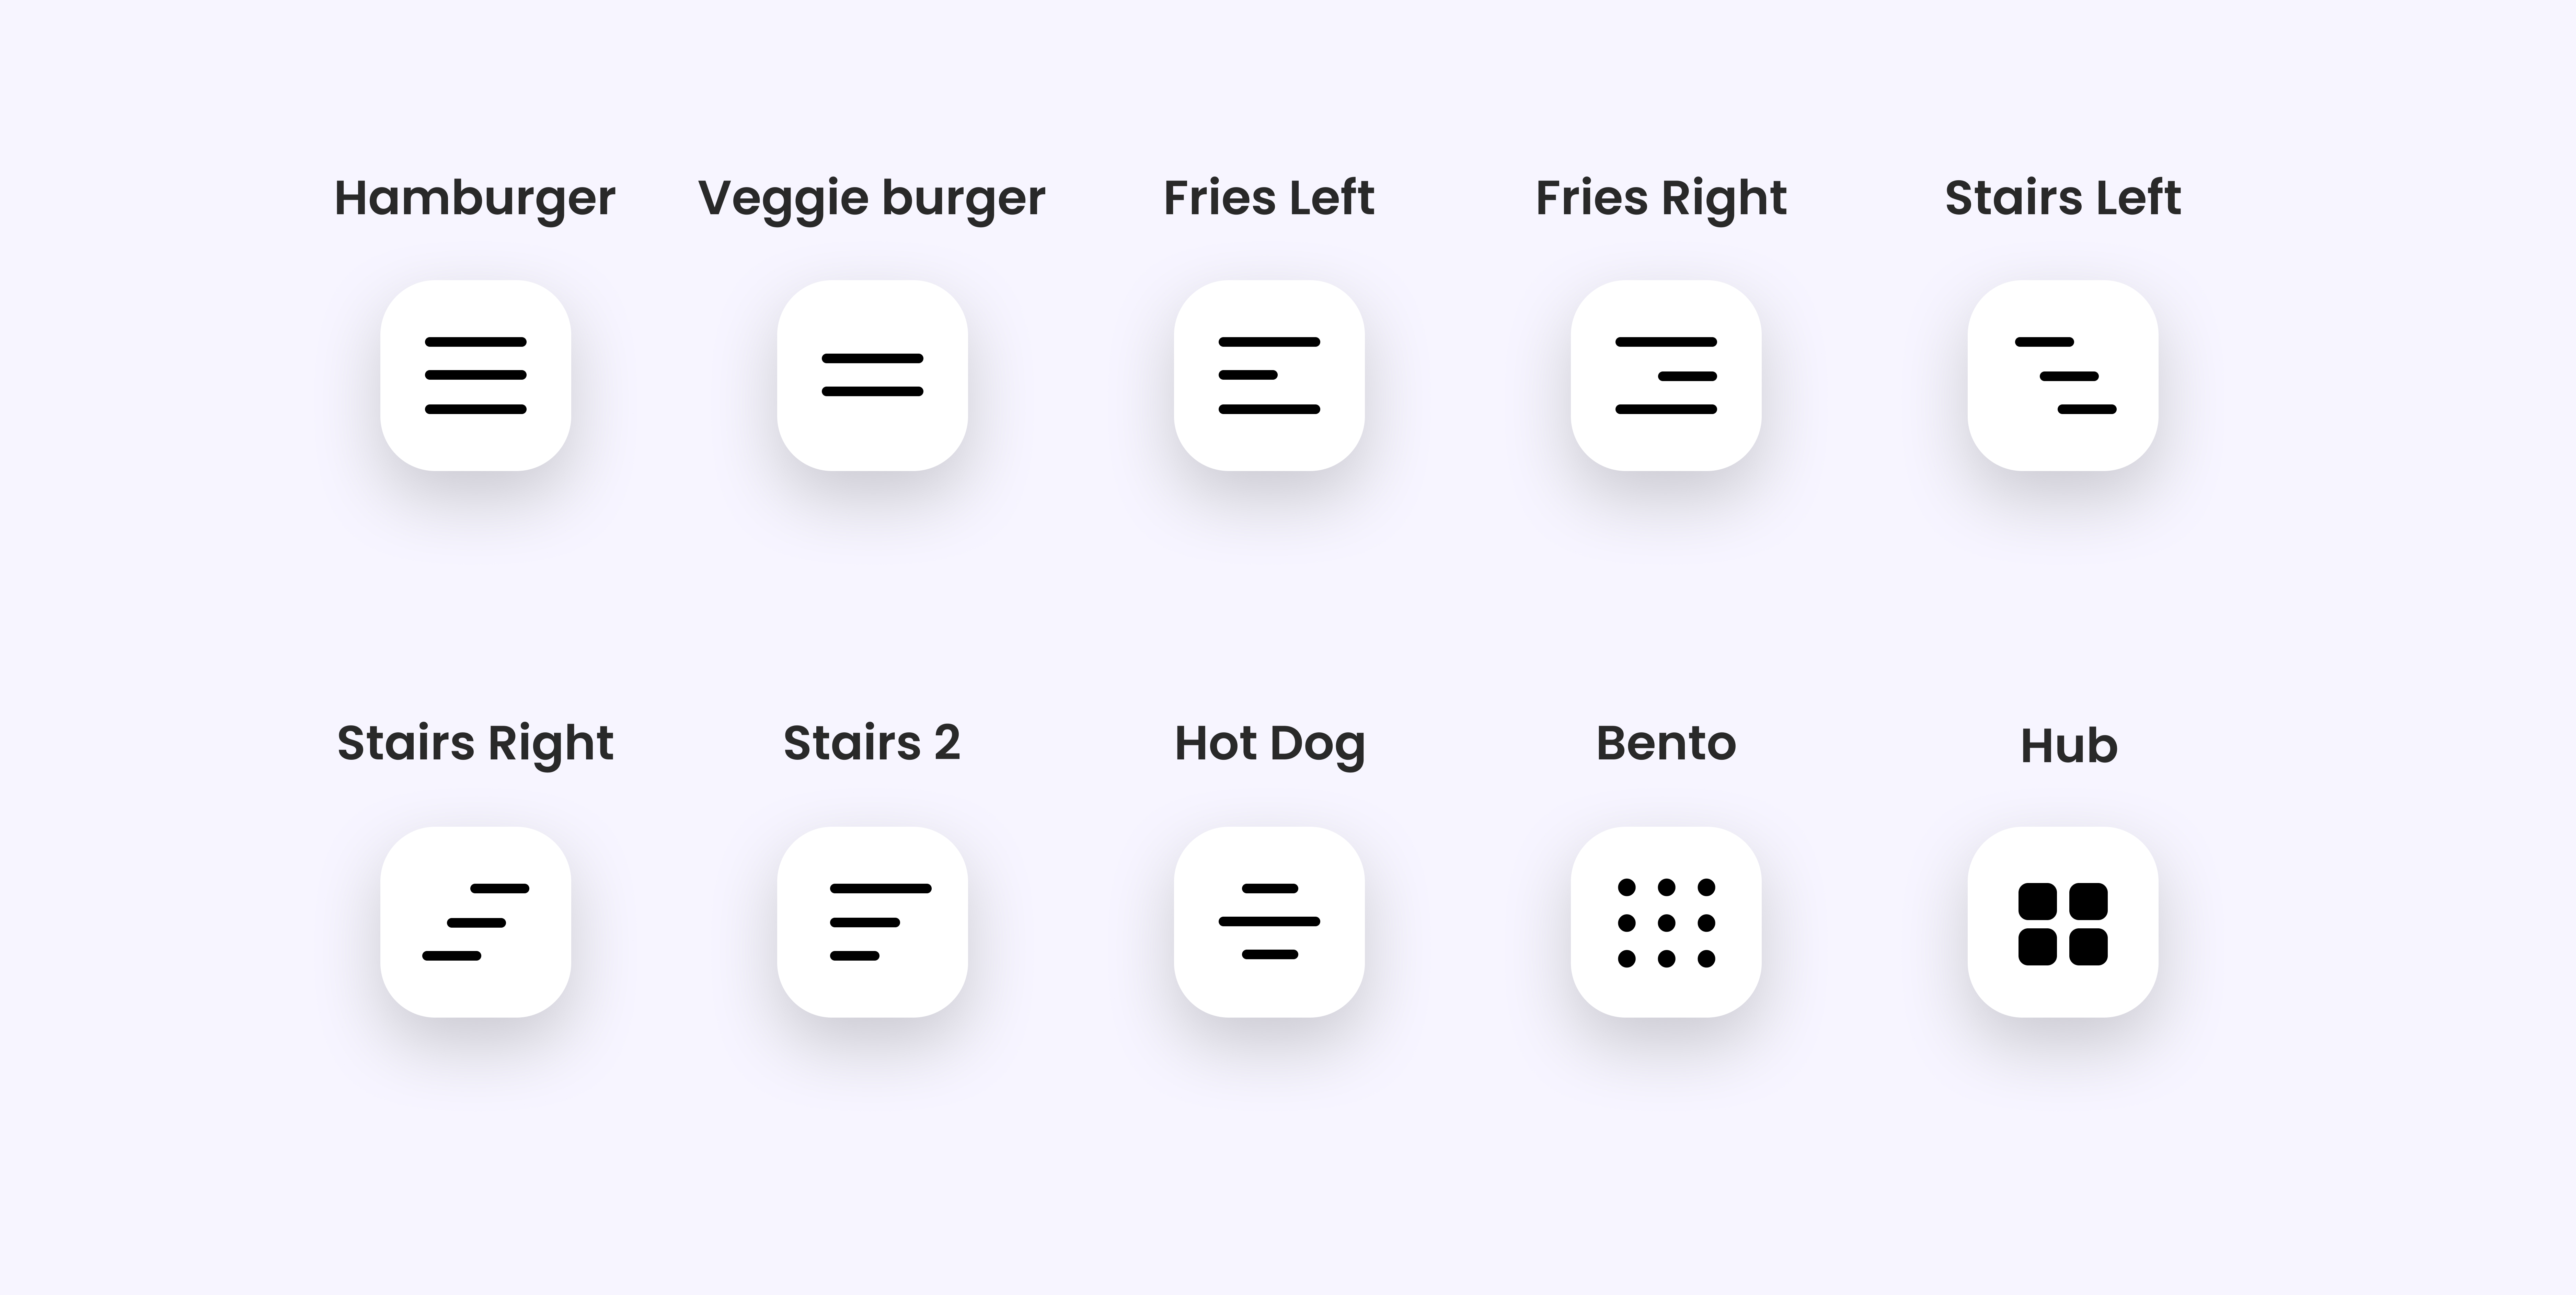 Hamburger
Veggie burger
Fries Left
Fries Right
Stairs Left
Stairs Right
Stairs 2
Hot Dog
Bento
Hub